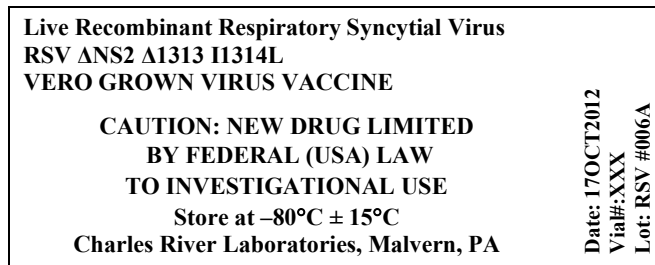 Live Recombinant Respiratory Syncytial Virus
RSV ΔNS2 Δ1313 I1314L
VERO GROWN VIRUS VACCINE
CAUTION: NEW DRUG LIMITED
BY FEDERAL (USA) LAW
TO INVESTIGATIONAL USE
Store at –80°C ± 15°C
Charles River Laboratories, Malvern, PA
Date: 17OCT2012
Vial#:XXX
Lot: RSV #006A